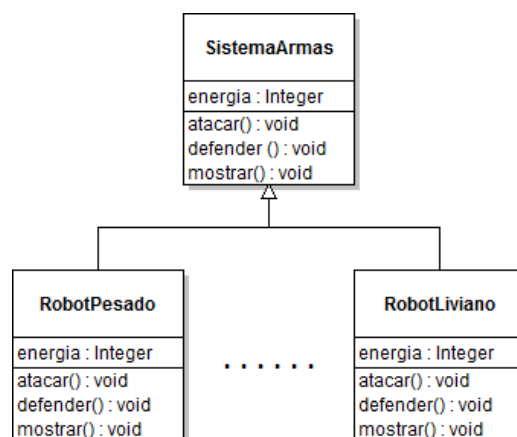 SistemaArmas
energia : Integer
atacar() : void
defender () : void
mostrar() : void
RobotPesado
energia : Integer
atacar() : void
defender() : void
mostrar() : void
. . . . . .
RobotLiviano
energia : Integer
atacar() : void
defender() : void
mostrar() : void